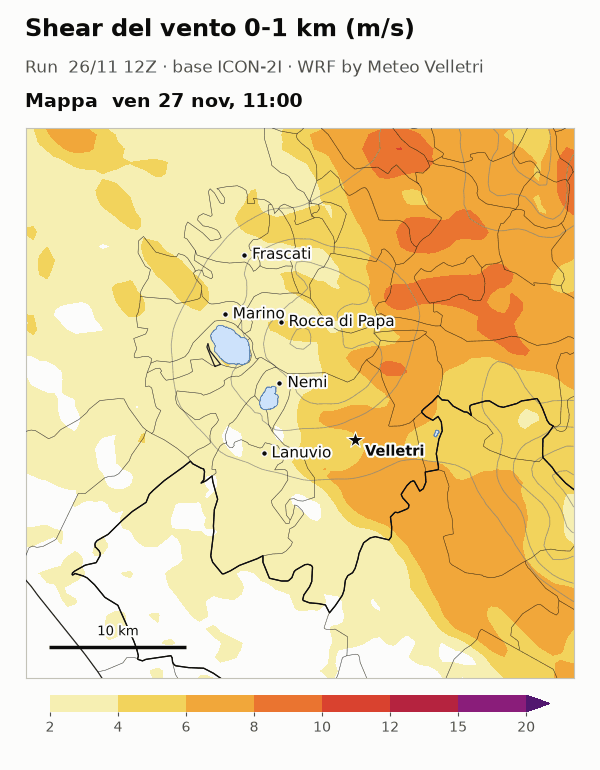 Shear del vento 0-1 km (m/s)
Run  26/11 12Z · base ICON-2I · WRF by Meteo Velletri
Mappa  ven 27 nov, 11:00
Frascati
Marino
Rocca di Papa
Nemi
Velletri
Lanuvio
10 km
2 4 6 8 10 12 15 20